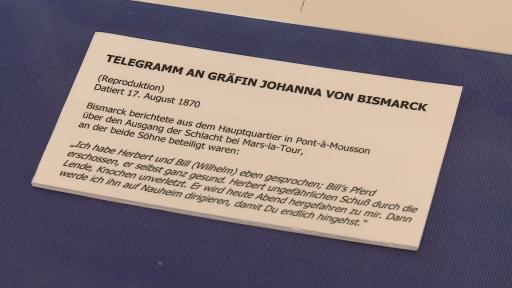 TELEGRAMM AN GRÄFIN JOHANNA VON BISMARCK
(Reproduktion)
Datiert 17. August 1870
Bismarck berichtete aus dem Hauptquartier in Pont-à-Mousson
über den Ausgang der Schlacht bei Mars-la-Tour,
an der beide Söhne beteiligt waren:
„Ich habe Herbert und Bill (Wilhelm) eben gesprochen; Bill's Pferd
erschossen, er selbst ganz gesund. Herbert ungefährlichen Schuß durch die
Lende, Knochen unverletzt. Er wird heute Abend hergefahren zu mir. Dann
werde ich ihn auf Nauheim dirigieren, damit Du endlich hingehst.“